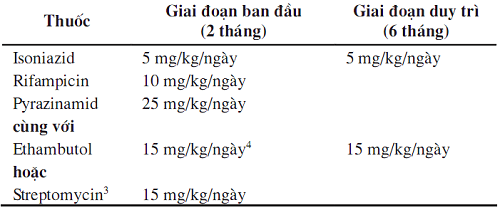 Thuốc Giai đoạn ban đầu (2 tháng) Giai đoạn duy trì (6 tháng)
Isoniazid 5 mg/kg/ngày 5 mg/kg/ngày
Rifampicin 10 mg/kg/ngày
Pyrazinamid 25 mg/kg/ngày
cùng với
Ethambutol 15 mg/kg/ngày⁴ 15 mg/kg/ngày
hoặc
Streptomycin³ 15 mg/kg/ngày